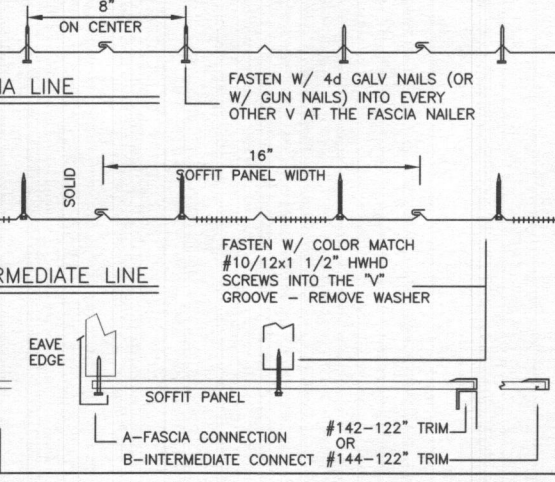 8"
ON CENTER
FASTEN W/ 4d GALV NAILS (OR
W/ GUN NAILS) INTO EVERY
OTHER V AT THE FASCIA NAILER
LINE
16"
SOFFIT PANEL WIDTH
SOLID
FASTEN W/ COLOR MATCH
#10/12x1 1/2" HWHD
SCREWS INTO THE "V"
GROOVE - REMOVE WASHER
LINE
EAVE
EDGE
SOFFIT PANEL
A-FASCIA CONNECTION
#142-122" TRIM
OR
B-INTERMEDIATE CONNECT #144-122" TRIM